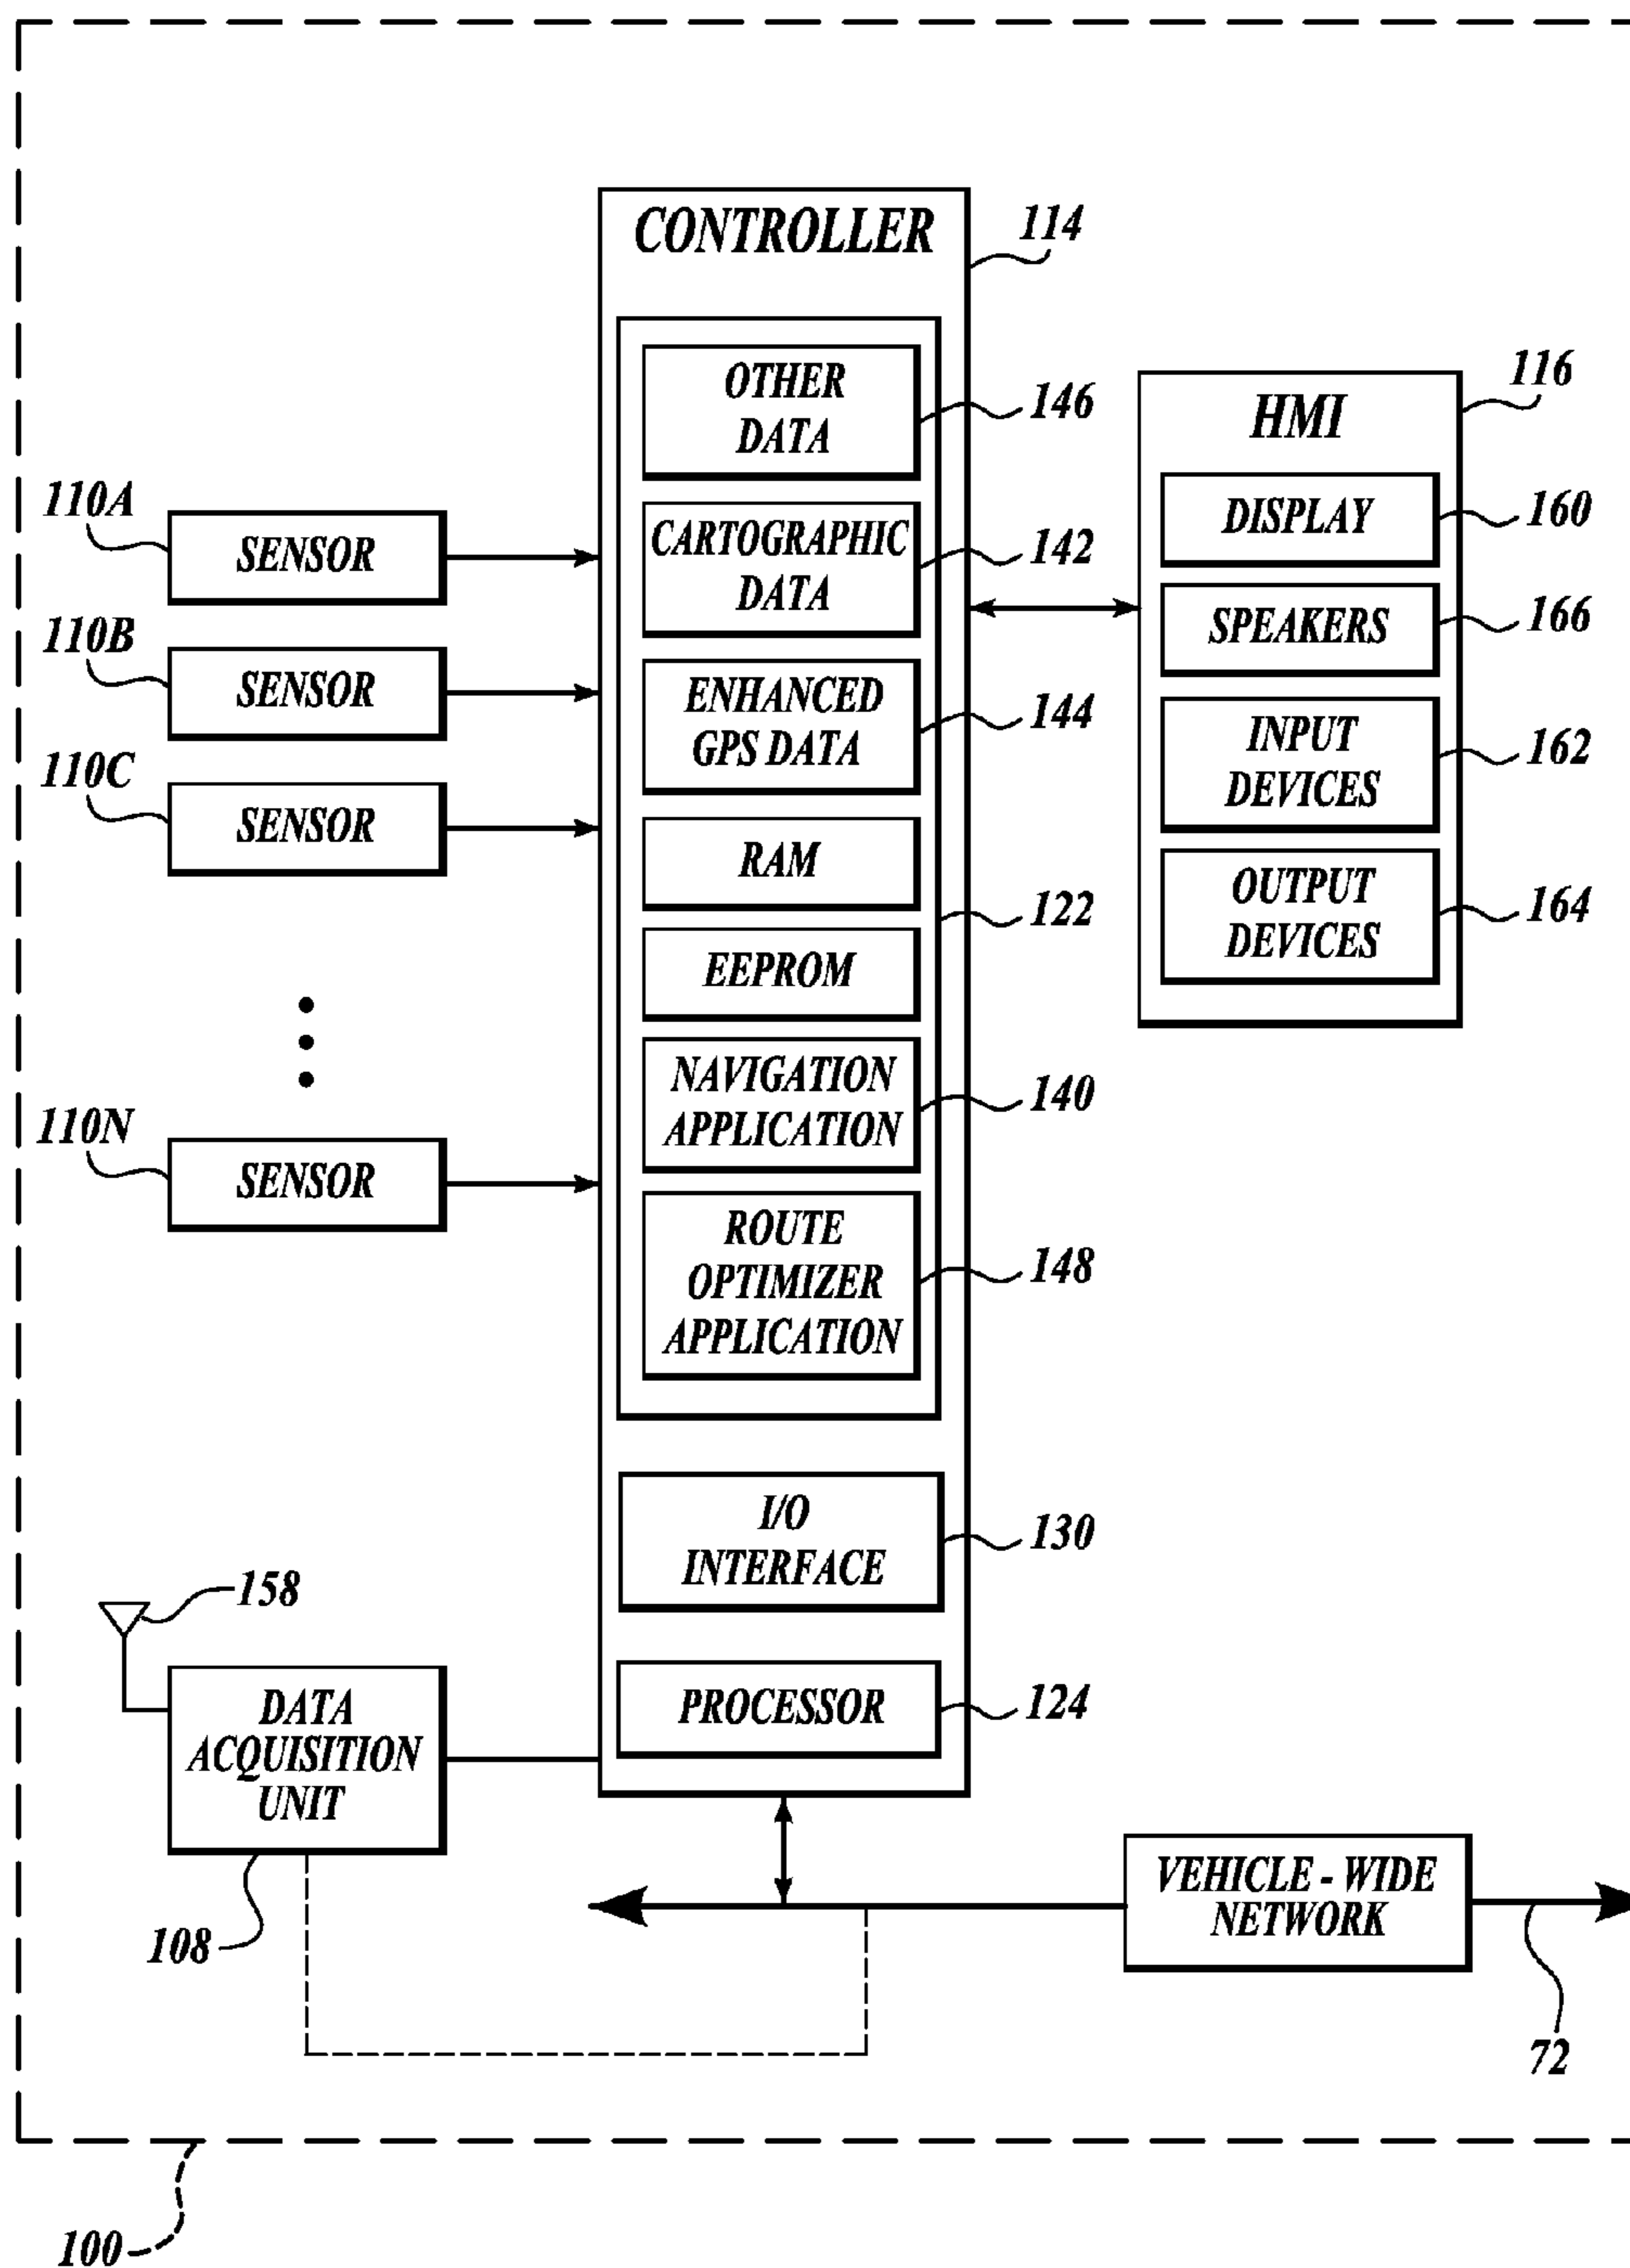 CONTROLLER
114
OTHER
DATA
146
CARTOGRAPHIC
DATA
142
ENHANCED
GPS DATA
144
RAM
122
EEPROM
NAVIGATION
APPLICATION
140
ROUTE
OPTIMIZER
APPLICATION
148
I/O
INTERFACE
130
PROCESSOR
124
116
HMI
DISPLAY
160
SPEAKERS
166
INPUT
DEVICES
162
OUTPUT
DEVICES
164
110A
SENSOR
110B
SENSOR
110C
SENSOR
110N
SENSOR
158
DATA
ACQUISITION
UNIT
108
VEHICLE - WIDE
NETWORK
72
100